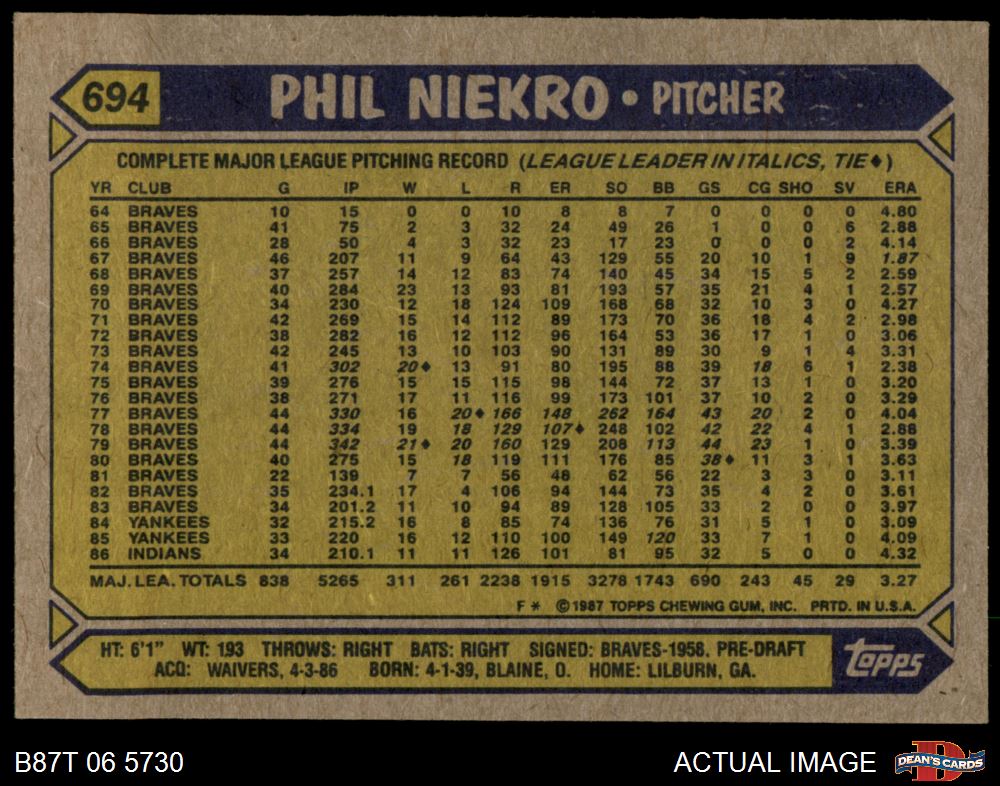 694 PHIL NIEKRO • PITCHER
COMPLETE MAJOR LEAGUE PITCHING RECORD (LEAGUE LEADER IN ITALICS, TIE♦)
YR CLUB G IP W L R ER SO BB GS CG SHO SV ERA
64 BRAVES 10 15 0 0 10 8 8 7 0 0 0 0 4.80
65 BRAVES 41 75 2 3 32 24 49 26 1 0 0 6 2.88
66 BRAVES 28 50 4 3 32 23 17 23 0 0 0 2 4.14
67 BRAVES 46 207 11 9 64 43 129 55 20 10 1 9 1.87
68 BRAVES 37 257 14 12 83 74 140 45 34 15 5 2 2.59
69 BRAVES 40 284 23 13 93 81 193 57 35 21 4 1 2.57
70 BRAVES 34 230 12 18 124 109 168 68 32 10 3 0 4.27
71 BRAVES 42 269 15 14 112 89 173 70 36 18 4 2 2.98
72 BRAVES 38 282 16 12 112 96 164 53 36 17 1 0 3.06
73 BRAVES 42 245 13 10 103 90 131 89 30 9 1 4 3.31
74 BRAVES 41 302 20♦ 13 91 80 195 88 39 18 6 1 2.38
75 BRAVES 39 276 15 15 115 98 144 72 37 13 1 0 3.20
76 BRAVES 38 271 17 11 116 99 173 101 37 10 2 0 3.29
77 BRAVES 44 330 16 20♦ 166 148 262 164 43 20 2 0 4.04
78 BRAVES 44 334 19 18 129 107♦ 248 102 42 22 4 1 2.88
79 BRAVES 44 342 21♦ 20 160 129 208 113 44 23 1 0 3.39
80 BRAVES 40 275 15 18 119 111 176 85 38♦ 11 3 1 3.63
81 BRAVES 22 139 7 7 56 48 62 56 22 3 3 0 3.11
82 BRAVES 35 234.1 17 4 106 94 144 73 35 4 2 0 3.61
83 BRAVES 34 201.2 11 10 94 89 128 105 33 2 0 0 3.97
84 YANKEES 32 215.2 16 8 85 74 136 76 31 5 1 0 3.09
85 YANKEES 33 220 16 12 110 100 149 120 33 7 1 0 4.09
86 INDIANS 34 210.1 11 11 126 101 81 95 32 5 0 0 4.32
MAJ. LEA. TOTALS 838 5265 311 261 2238 1915 3278 1743 690 243 45 29 3.27
F * ©1987 TOPPS CHEWING GUM, INC. PRTD. IN U.S.A.
HT: 6'1" WT: 193 THROWS: RIGHT BATS: RIGHT SIGNED: BRAVES-1958, PRE-DRAFT
ACQ: WAIVERS, 4-3-86 BORN: 4-1-39, BLAINE, O. HOME: LILBURN, GA.
TOPPS
B87T 06 5730 ACTUAL IMAGE D DEAN'S CARDS